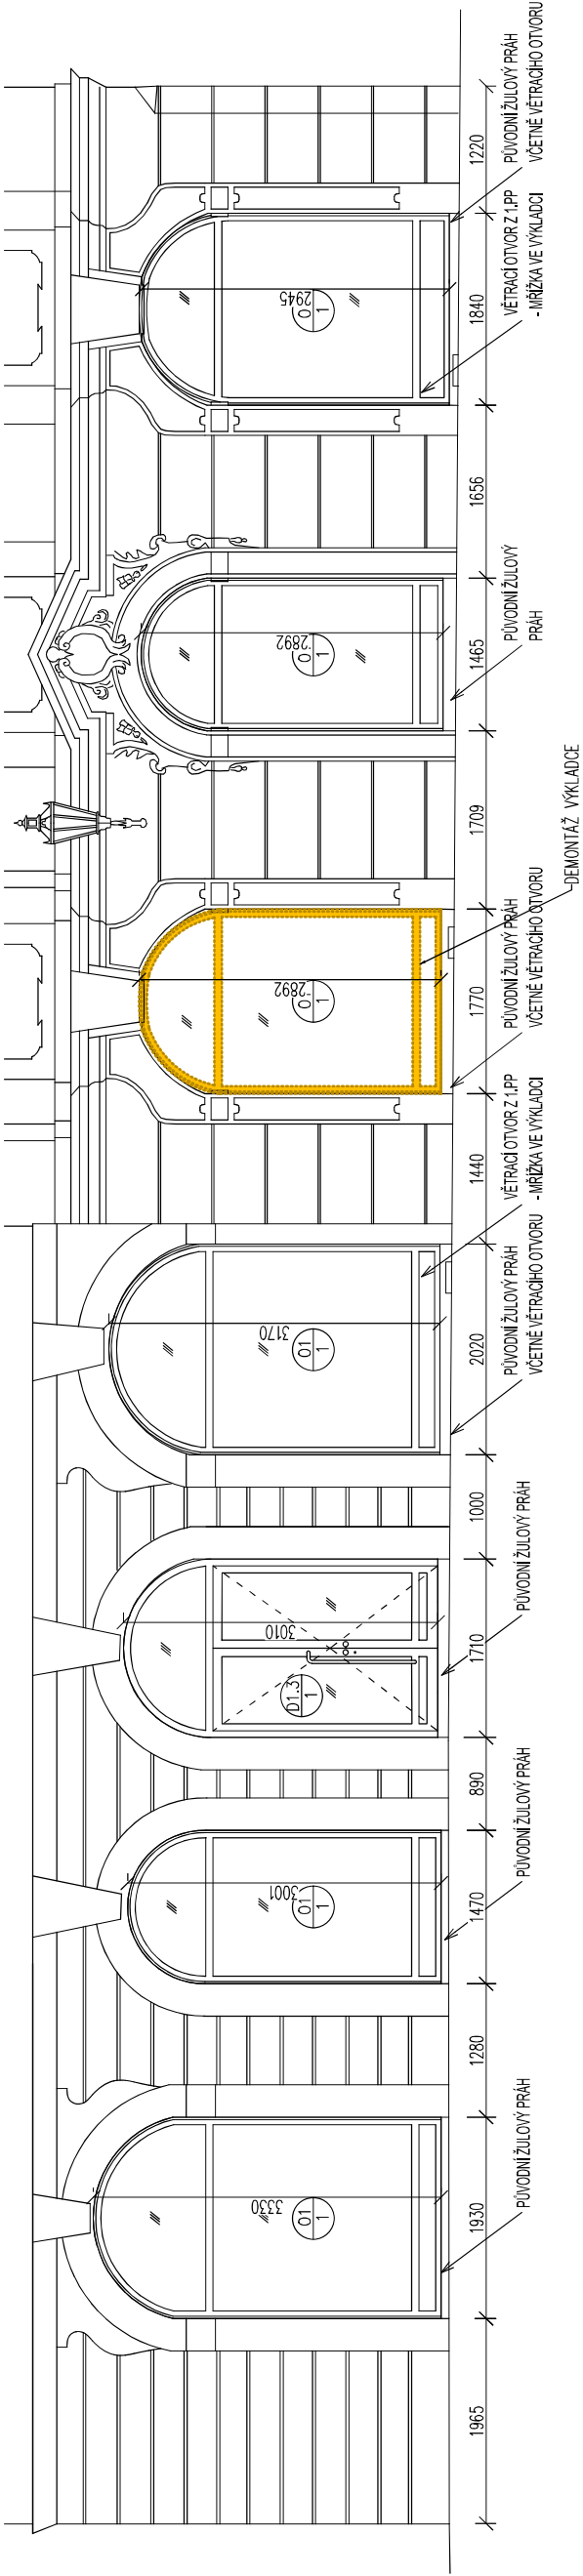 1965
1930
1280
1470
890
1710
1000
2020
1440
1770
1709
1465
1656
1840
1220
3330
01
1
PŮVODNÍ ŽULOVÝ PRÁH
3001
01
1
PŮVODNÍ ŽULOVÝ PRÁH
3010
D1.3
1
PŮVODNÍ ŽULOVÝ PRÁH
3170
01
1
PŮVODNÍ ŽULOVÝ PRÁH
VČETNĚ VĚTRACÍHO OTVORU
VĚTRACÍ OTVOR Z 1.PP
- MŘÍŽKA VE VÝKLADCI
2892
0
1
PŮVODNÍ ŽULOVÝ PRÁH
VČETNĚ VĚTRACÍHO OTVORU
DEMONTÁŽ VÝKLADCE
2892
0
1
PŮVODNÍ ŽULOVÝ
PRÁH
2945
0
1
VĚTRACÍ OTVOR Z 1.PP
- MŘÍŽKA VE VÝKLADCI
PŮVODNÍ ŽULOVÝ PRÁH
VČETNĚ VĚTRACÍHO OTVORU